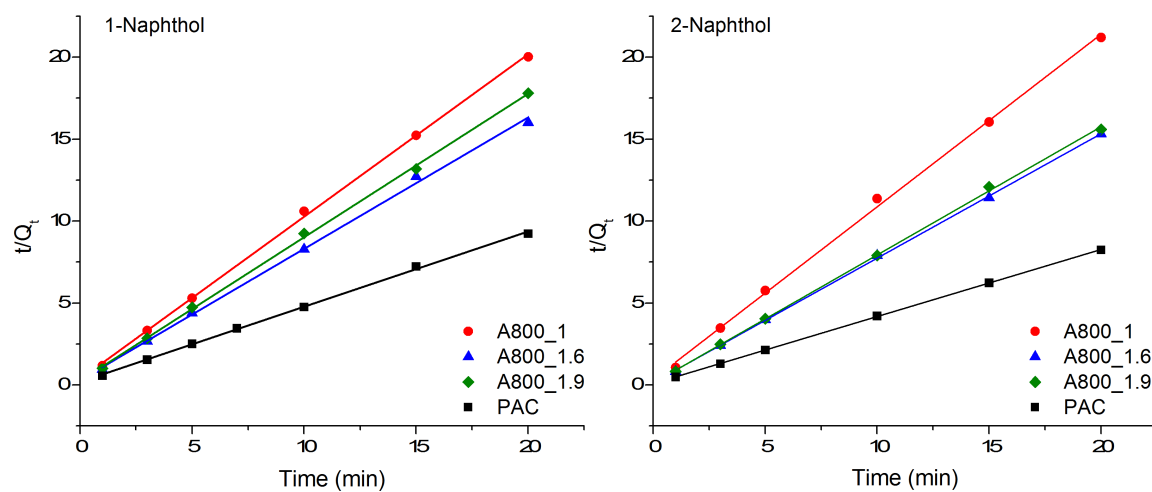 1-Naphthol
t/Qt
20
15
10
5
0
A800_1
A800_1.6
A800_1.9
PAC
0 5 10 15 20
Time (min)
2-Naphthol
t/Qt
20
15
10
5
0
A800_1
A800_1.6
A800_1.9
PAC
0 5 10 15 20
Time (min)